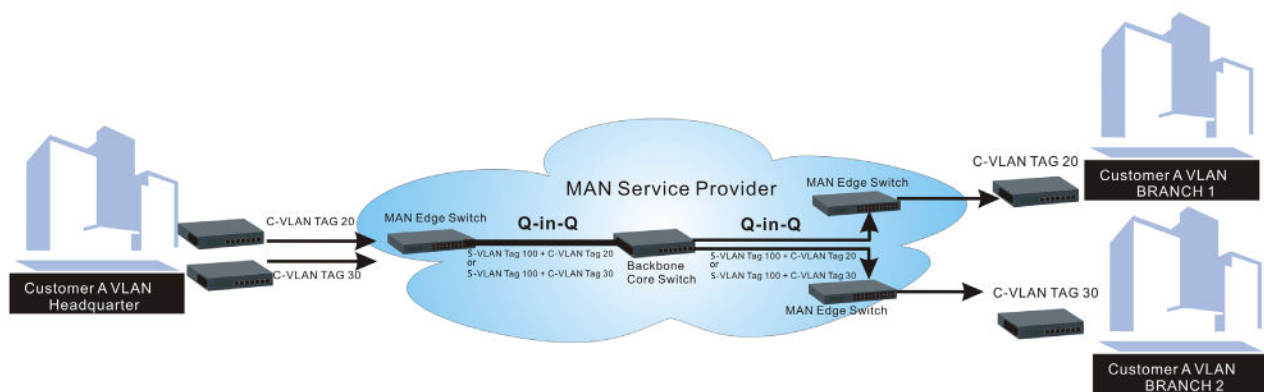 C-VLAN TAG 20
C-VLAN TAG 30
Customer A VLAN
Headquarter
MAN Service Provider
MAN Edge Switch
Q-in-Q
S-VLAN Tag 100 + C-VLAN Tag 20
or
S-VLAN Tag 100 + C-VLAN Tag 30
Backbone
Core Switch
Q-in-Q
S-VLAN Tag 100 + C-VLAN Tag 20
or
S-VLAN Tag 100 + C-VLAN Tag 30
MAN Edge Switch
MAN Edge Switch
C-VLAN TAG 20
Customer A VLAN
BRANCH 1
C-VLAN TAG 30
Customer A VLAN
BRANCH 2